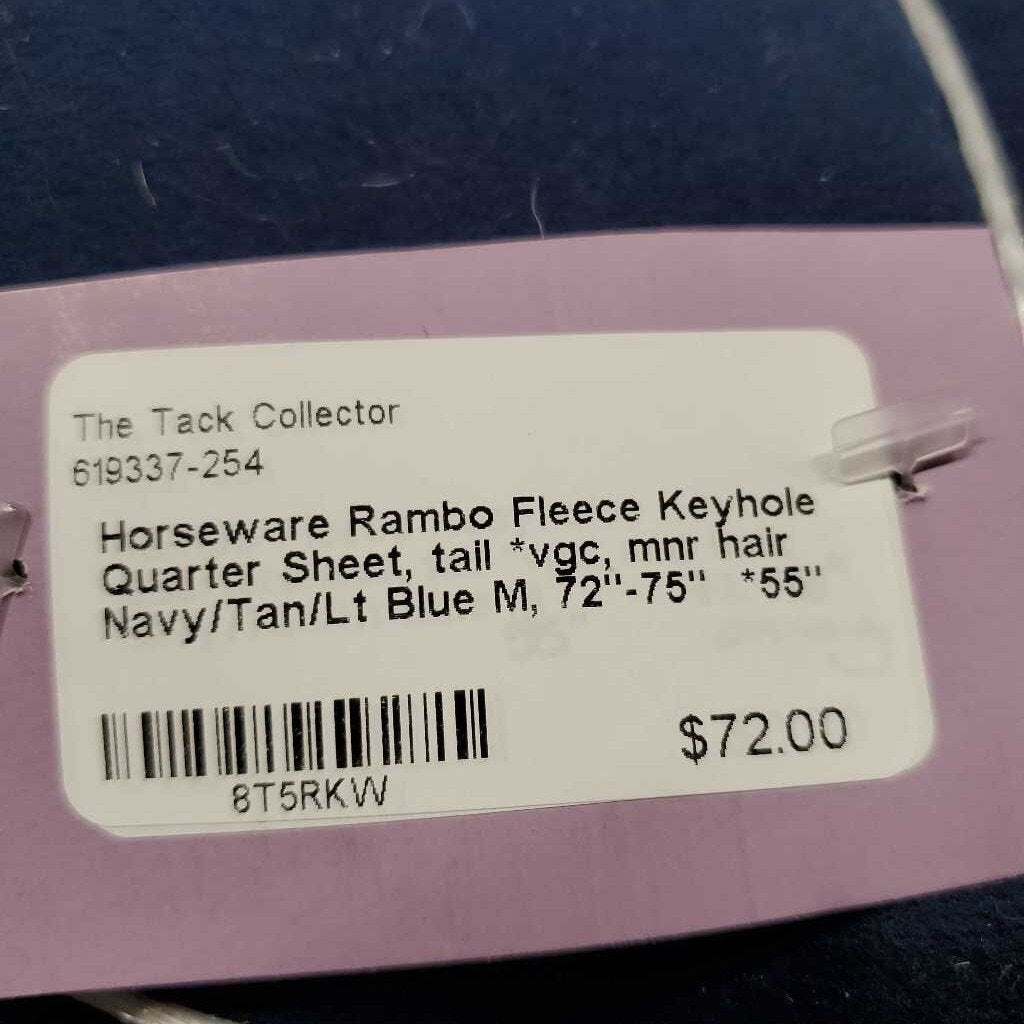 The Tack Collector
619337-254
Horseware Rambo Fleece Keyhole
Quarter Sheet, tail *vgc, mnr hair
Navy/Tan/Lt Blue M, 72"-75" *55"
8T5RKW
$72.00